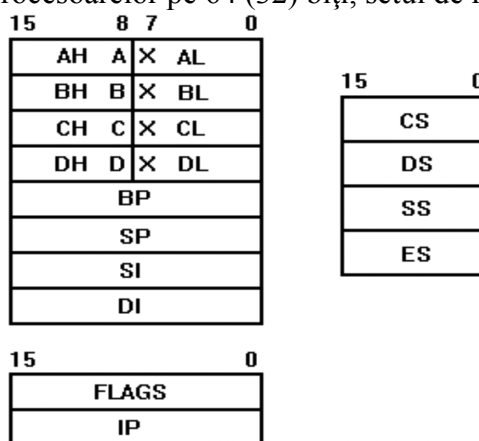 15 8 7 0
AH A X AL
BH B X BL
CH C X CL
DH D X DL
BP
SP
SI
DI
15
CS
DS
SS
ES
15 0
FLAGS
IP